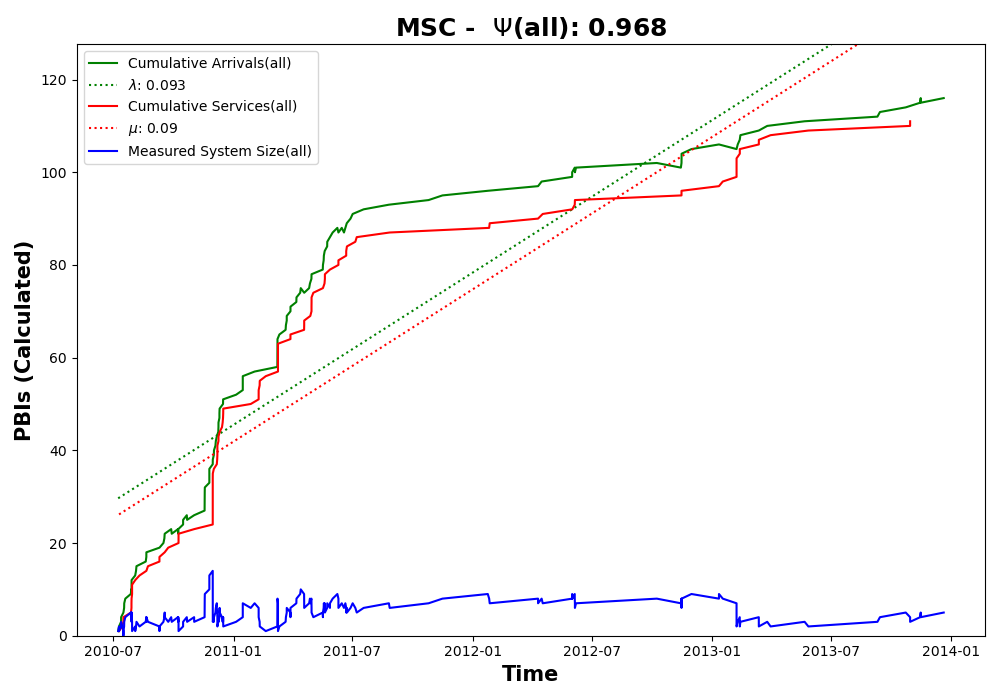 MSC -  Ψ(all): 0.968
Cumulative Arrivals(all)
λ: 0.093
Cumulative Services(all)
μ: 0.09
Measured System Size(all)
PBIs (Calculated)
120
100
80
60
40
20
0
2010-07 2011-01 2011-07 2012-01 2012-07 2013-01 2013-07 2014-01
Time